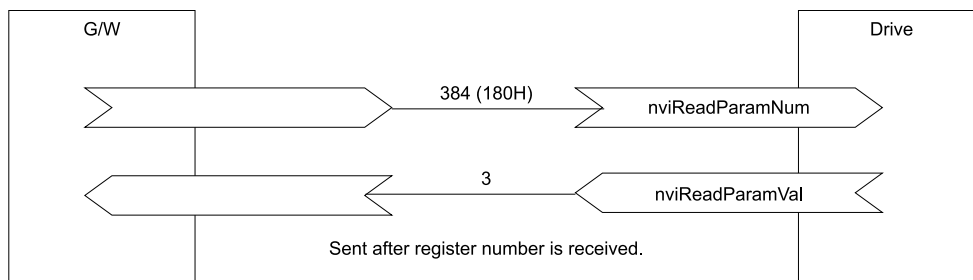 G/W
Drive
384 (180H)
nviReadParamNum
3
nviReadParamVal
Sent after register number is received.